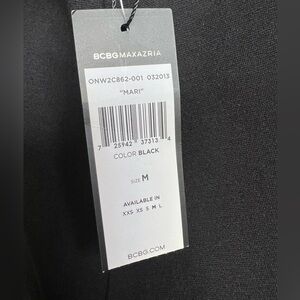 BCBGMAXAZRIA
ONW2C862-001 032013
"MARI"
7 25942 37313 4
COLOR BLACK
SIZE M
AVAILABLE IN
XXS XS S M L
BCBG.COM